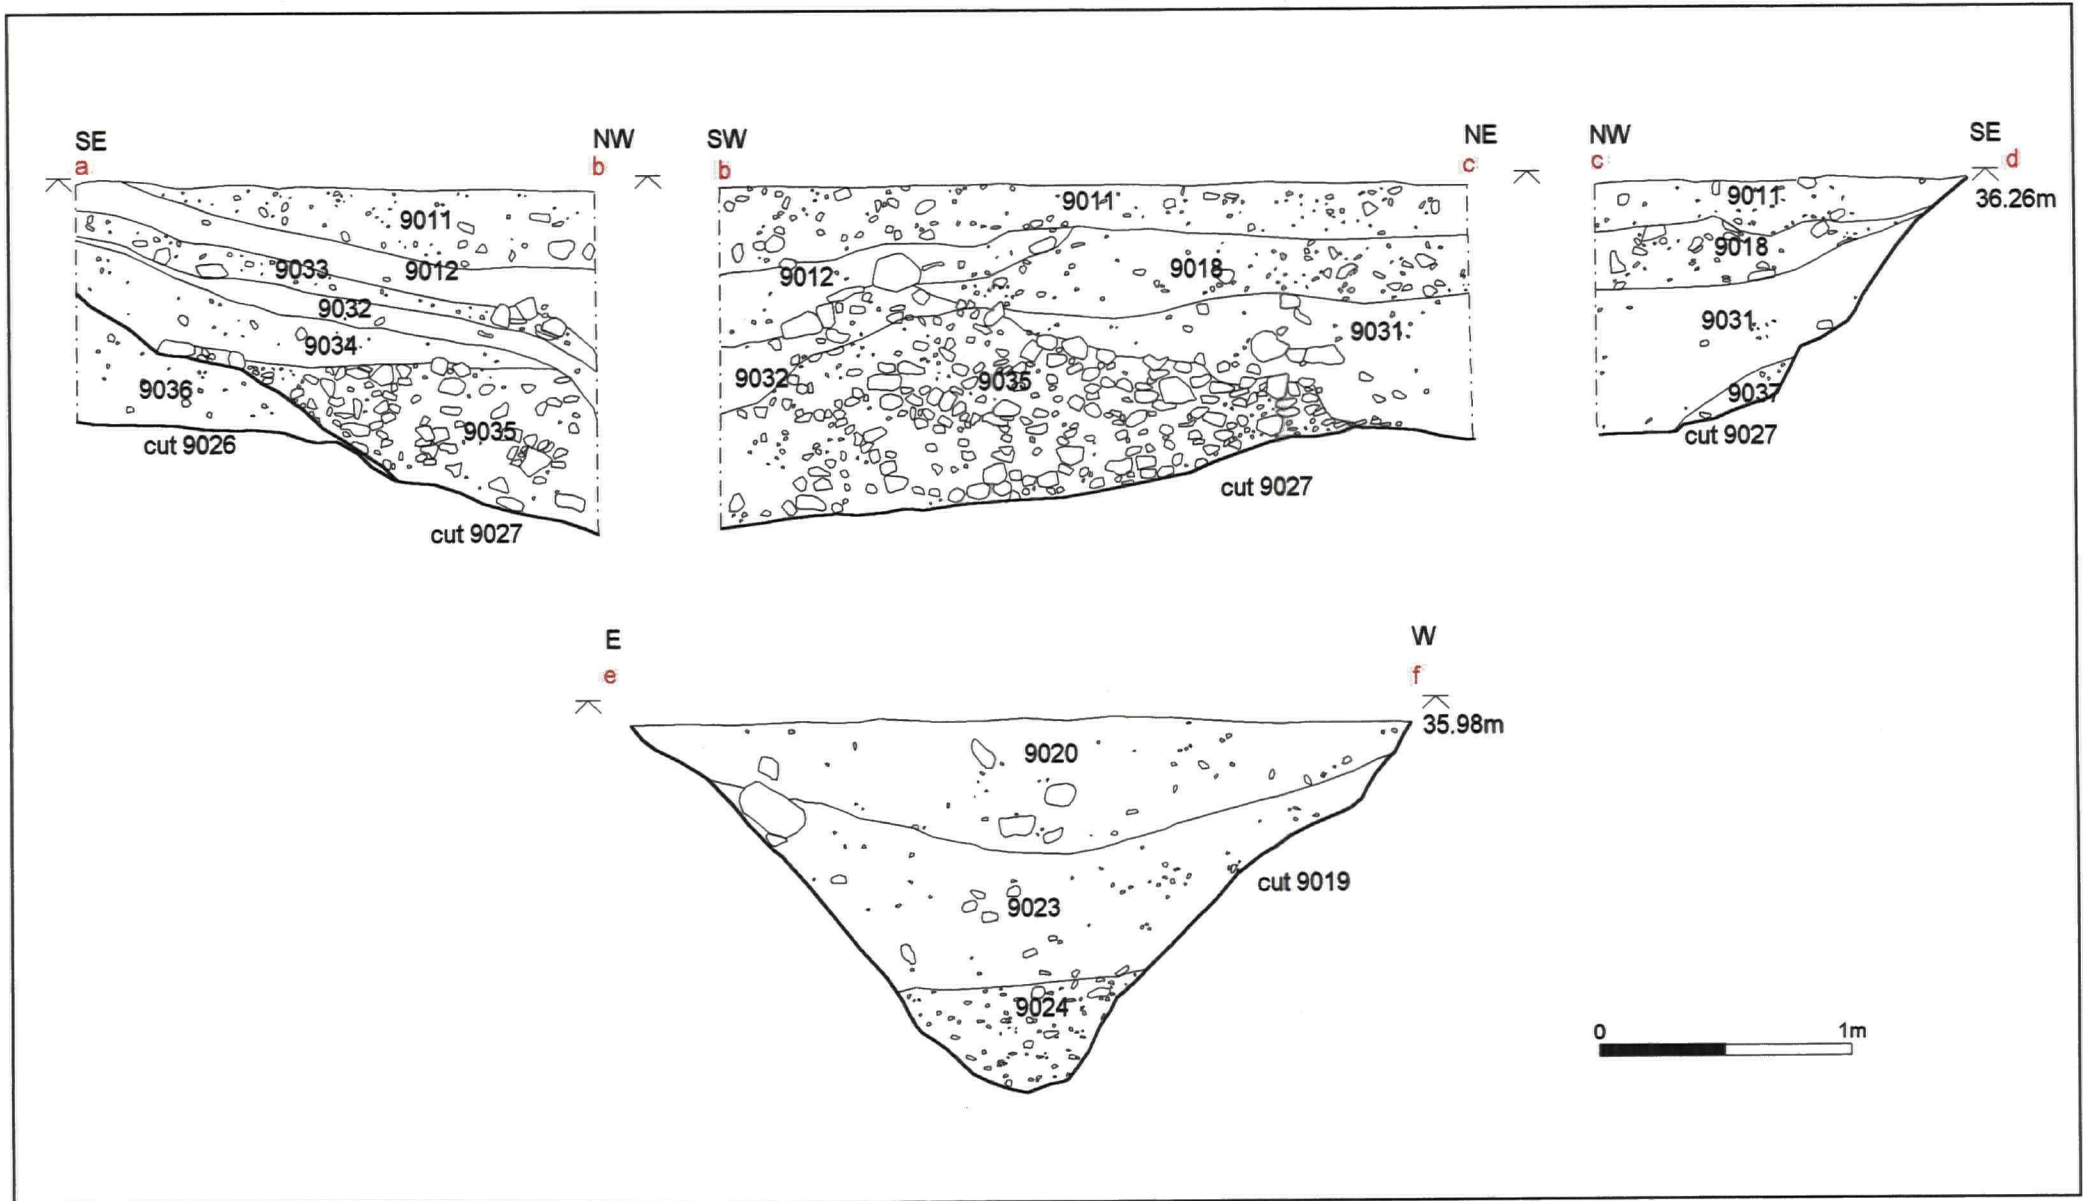 SE NW SW NE NW SE
a b b c c d
36.26m
9011 9033 9012 9032 9034 9036 9035
cut 9026
cut 9027
9011 9012 9018 9031 9032 9035
cut 9027
9011 9018 9031 9037
cut 9027
E W
e f
35.98m
9020
9023
cut 9019
9024
0 1m